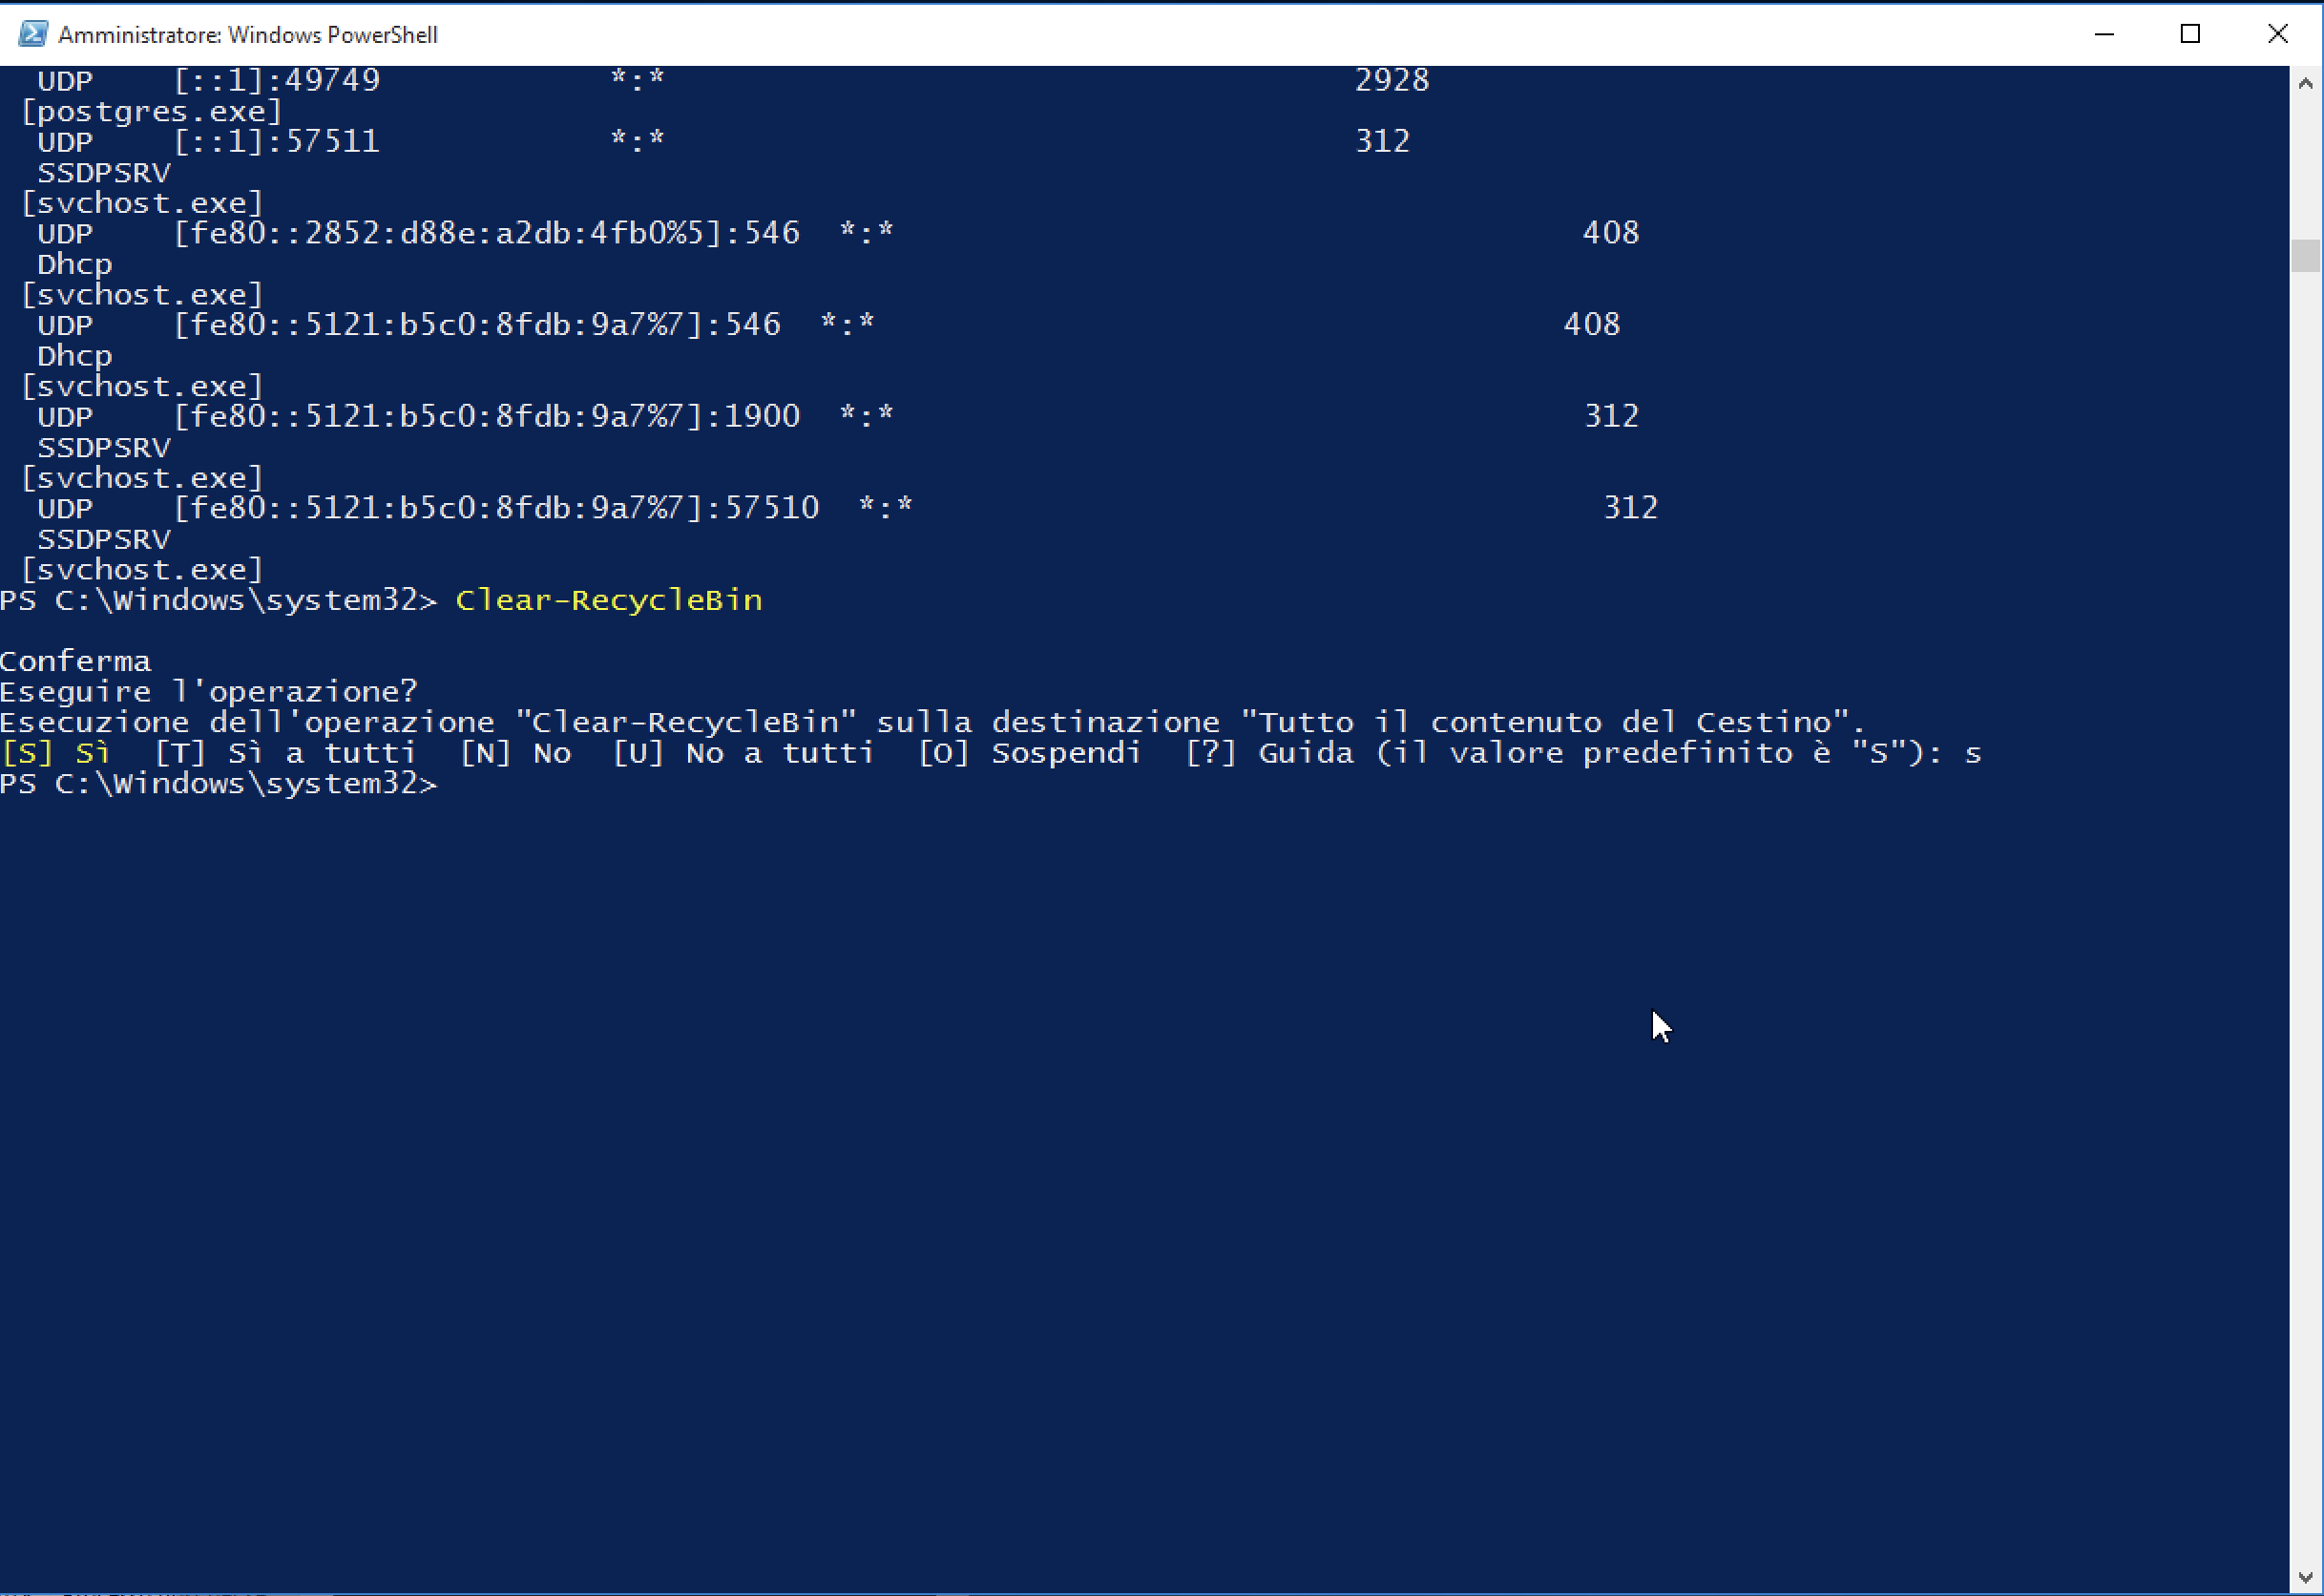 Amministratore: Windows PowerShell
UDP    [::1]:49749            *:*                                    2928
[postgres.exe]
UDP    [::1]:57511            *:*                                    312
SSDPSRV
[svchost.exe]
UDP    [fe80::2852:d88e:a2db:4fb0%5]:546  *:*                                    408
Dhcp
[svchost.exe]
UDP    [fe80::5121:b5c0:8fdb:9a7%7]:546  *:*                                    408
Dhcp
[svchost.exe]
UDP    [fe80::5121:b5c0:8fdb:9a7%7]:1900  *:*                                    312
SSDPSRV
[svchost.exe]
UDP    [fe80::5121:b5c0:8fdb:9a7%7]:57510  *:*                                    312
SSDPSRV
[svchost.exe]
PS C:\Windows\system32> Clear-RecycleBin
Conferma
Eseguire l'operazione?
Esecuzione dell'operazione "Clear-RecycleBin" sulla destinazione "Tutto il contenuto del Cestino".
[S] Sì  [T] Sì a tutti  [N] No  [U] No a tutti  [O] Sospendi  [?] Guida (il valore predefinito è "S"): s
PS C:\Windows\system32>